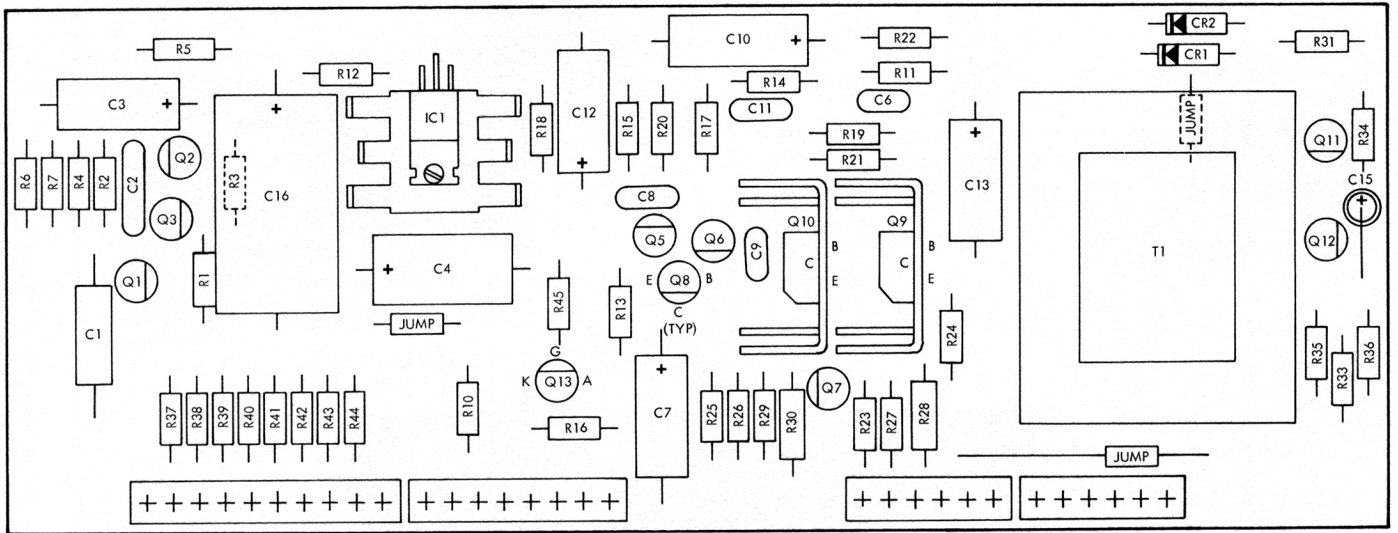 CR2
C10 +
R22
R31
R5
CR1
R12
R14
R11
C3 +
+
IC1
C11
C6
JUMP
R18
C12
R15
R20
R17
R19
R34
Q11
+
R21
Q2
+
R6
R7
R4
R2
C2
R3
C16
C13
C15
+
C8
Q3
Q10
Q9
Q5
Q6
Q12
B
B
T1
C9
+ C4
C
C
Q1
R1
E
Q8
B
E
E
R45
R13
C
(TYP)
JUMP
R24
C1
R35
R33
R36
G
+
K
Q13
A
Q7
R37
R38
R39
R40
R41
R42
R43
R44
R10
C7
R25
R26
R29
R30
R23
R27
R28
R16
JUMP
+ + + + + + + + + +
+ + + + + + + +
+ + + + + +
+ + + + + +